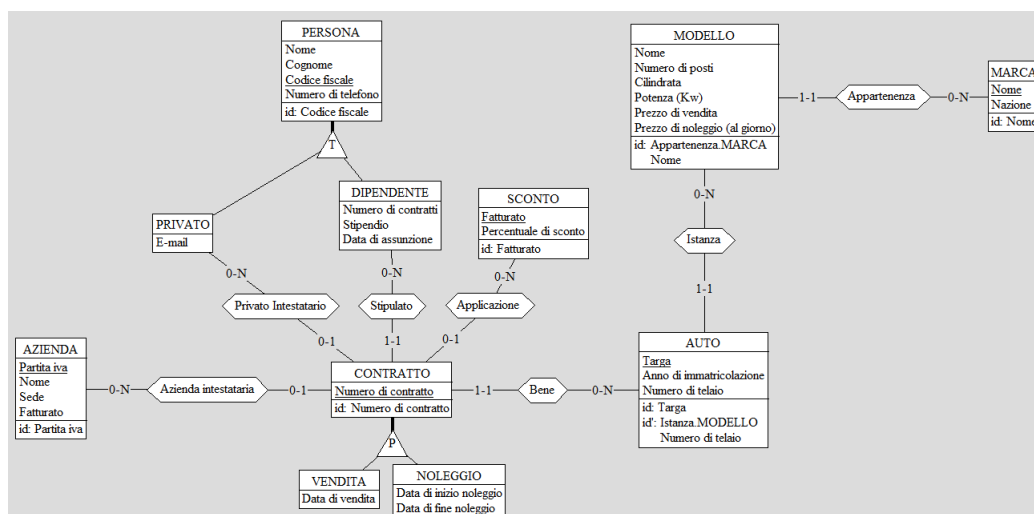 PERSONA
Nome
Cognome
Codice fiscale
Numero di telefono
id: Codice fiscale
T
PRIVATO
E-mail
DIPENDENTE
Numero di contratti
Stipendio
Data di assunzione
SCONTO
Fatturato
Percentuale di sconto
id: Fatturato
0-N
Privato Intestatario
0-1
0-N
Stipulato
1-1
0-N
Applicazione
0-1
AZIENDA
Partita iva
Nome
Sede
Fatturato
id: Partita iva
0-N
Azienda intestataria
0-1
CONTRATTO
Numero di contratto
id: Numero di contratto
P
VENDITA
Data di vendita
NOLEGGIO
Data di inizio noleggio
Data di fine noleggio
1-1
Bene
0-N
MODELLO
Nome
Numero di posti
Cilindrata
Potenza (Kw)
Prezzo di vendita
Prezzo di noleggio (al giorno)
id: Appartenenza.MARCA
Nome
1-1
Appartenenza
0-N
MARCA
Nome
Nazione
id: Nome
0-N
Istanza
1-1
AUTO
Targa
Anno di immatricolazione
Numero di telaio
id: Targa
id': Istanza.MODELLO
Numero di telaio